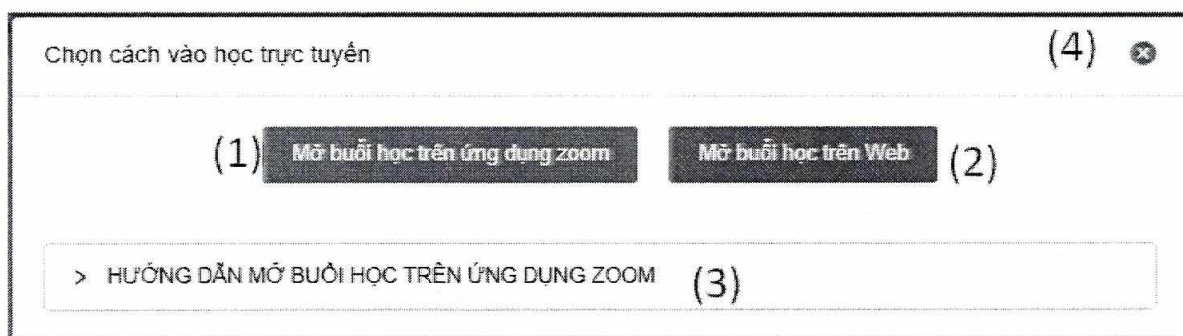 Chọn cách vào học trực tuyến (4)
(1) Mở buổi học trên ứng dụng zoom Mở buổi học trên Web (2)
> HƯỚNG DẪN MỞ BUỔI HỌC TRÊN ỨNG DỤNG ZOOM (3)